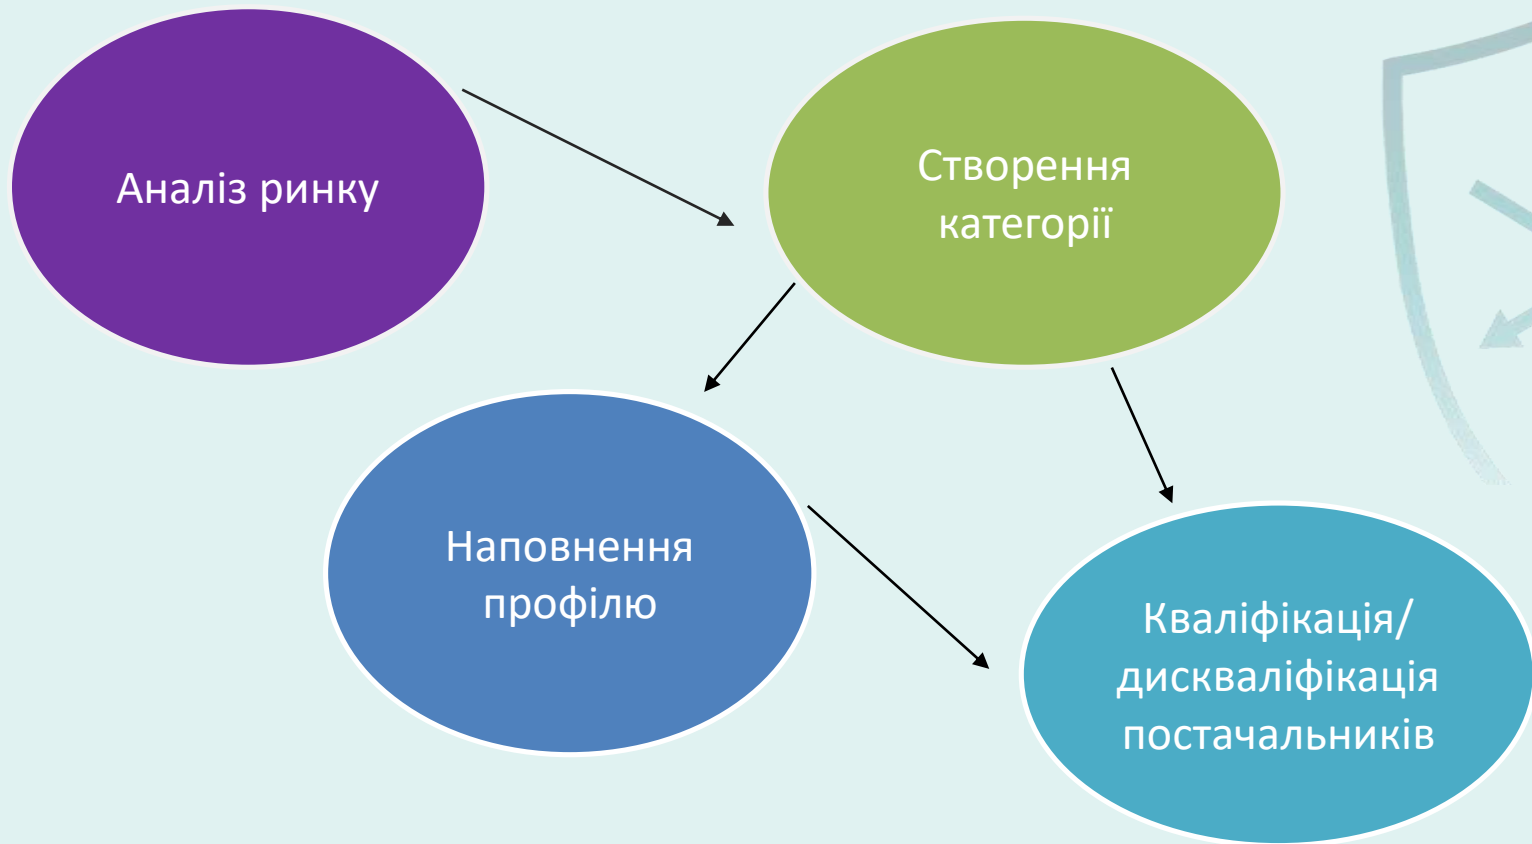 Аналіз ринку
Створення
категорії
Наповнення
профілю
Кваліфікація/
дискваліфікація
постачальників